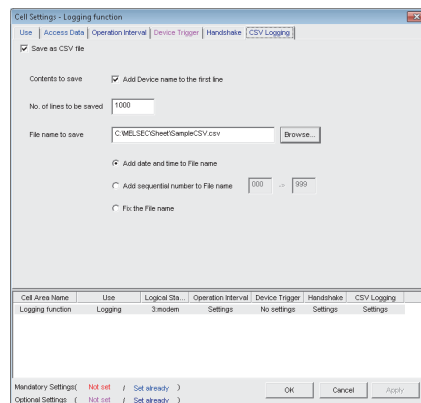 Cell Settings - Logging function
Use Access Data Operation Interval Device Trigger Handshake CSV Logging
Save as CSV file
Contents to save Add Device name to the first line
No. of lines to be saved 1000
File name to save C:\MELSEC\Sheet\SampleCSV.csv Browse...
Add date and time to File name
Add sequential number to File name 000 -> 999
Fix the File name
Cell Area Name Use Logical Sta... Operation Interval Device Trigger Handshake CSV Logging
Logging function Logging 3:modem Settings No settings Settings Settings
Mandatory Settings( Not set / Set already ) OK Cancel Apply
Optional Settings ( Not set / Set already )